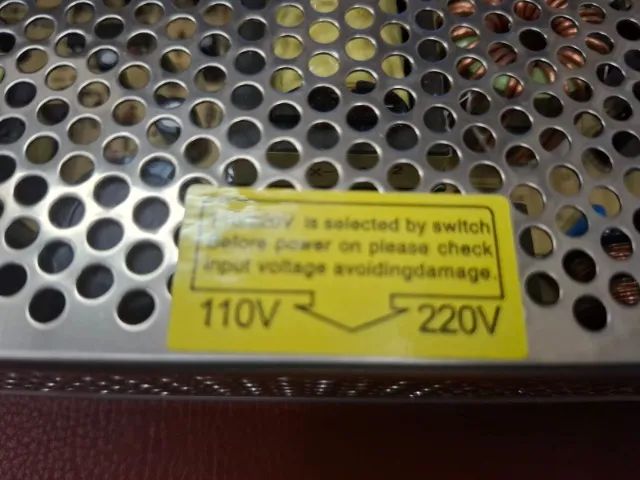 is selected by switch
Before power on please check
input voltage avoidingdamage.
110V 220V